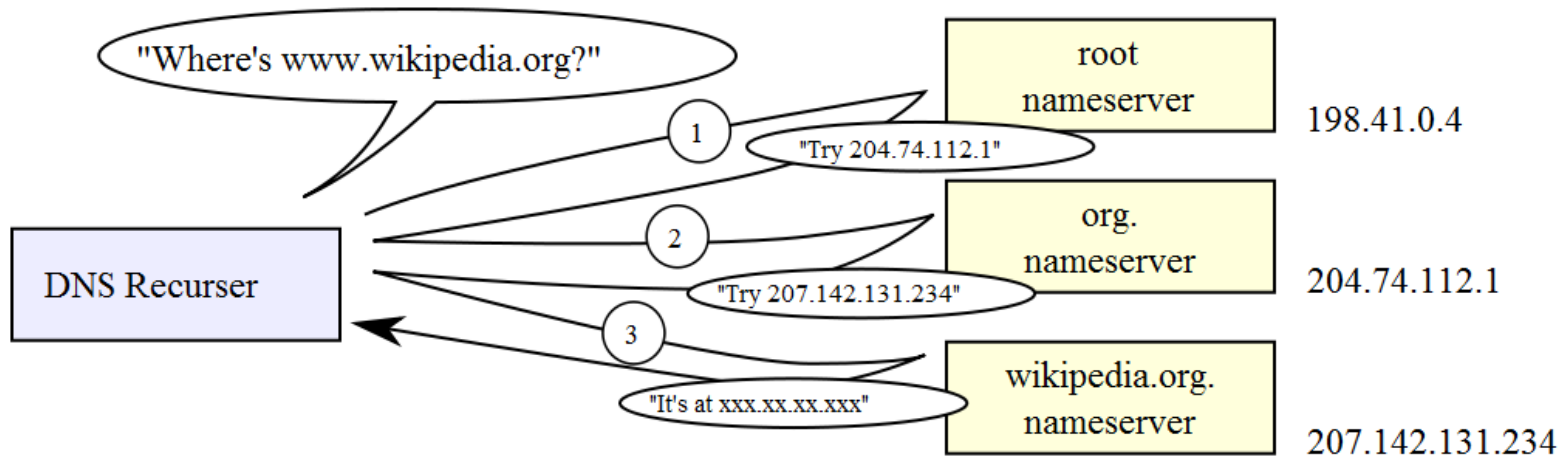 "Where's www.wikipedia.org?"
root
nameserver
198.41.0.4
1
"Try 204.74.112.1"
org.
nameserver
204.74.112.1
2
"Try 207.142.131.234"
DNS Recurser
3
wikipedia.org.
nameserver
207.142.131.234
"It's at xxx.xx.xx.xxx"